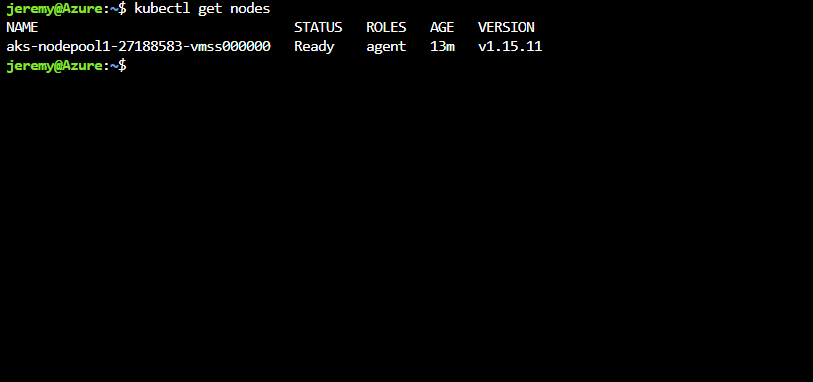 jeremy@Azure:~$ kubectl get nodes
NAME                                STATUS   ROLES   AGE   VERSION
aks-nodepool1-27188583-vmss000000   Ready    agent   13m   v1.15.11
jeremy@Azure:~$